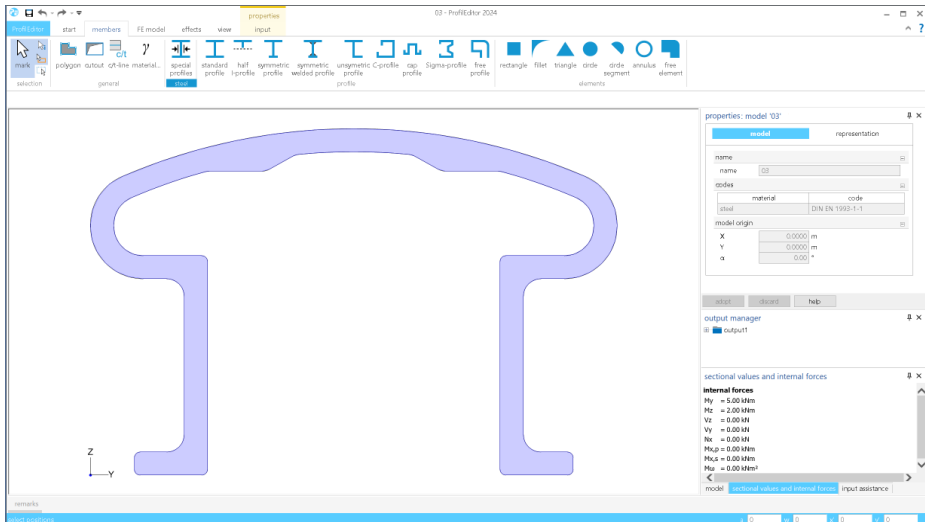 properties
03 - ProfilEditor 2024
ProfilEditor start members FE model effects view input
mark polygon cutout c/t-line material...
c/t
γ
special profiles
standard profile
half I-profile
symmetric profile
symmetric welded profile
unsymetric profile
C-profile
cap profile
Sigma-profile
free profile
rectangle fillet triangle circle
circle segment
annulus
free element
selection general steel profile elements
properties: model '03'
model representation
name
name 03
codes
material code
steel DIN EN 1993-1-1
model origin
X 0.0000 m
Y 0.0000 m
α 0.00 °
adopt discard help
output manager
output1
sectional values and internal forces
internal forces
My = 5.00 kNm
Mz = 2.00 kNm
Vz = 0.00 kN
Vy = 0.00 kN
Nx = 0.00 kN
Mx,p = 0.00 kNm
Mx,s = 0.00 kNm
Mω = 0.00 kNm²
model sectional values and internal forces input assistance
Z
Y
remarks
select positions
0 0 0 0